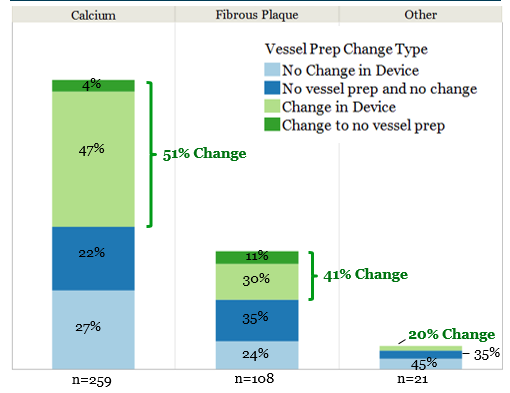 Calcium
Fibrous Plaque
Other
Vessel Prep Change Type
No Change in Device
No vessel prep and no change
Change in Device
Change to no vessel prep
4%
47%
51% Change
22%
27%
11%
30%
41% Change
35%
24%
20% Change
35%
45%
n=259
n=108
n=21